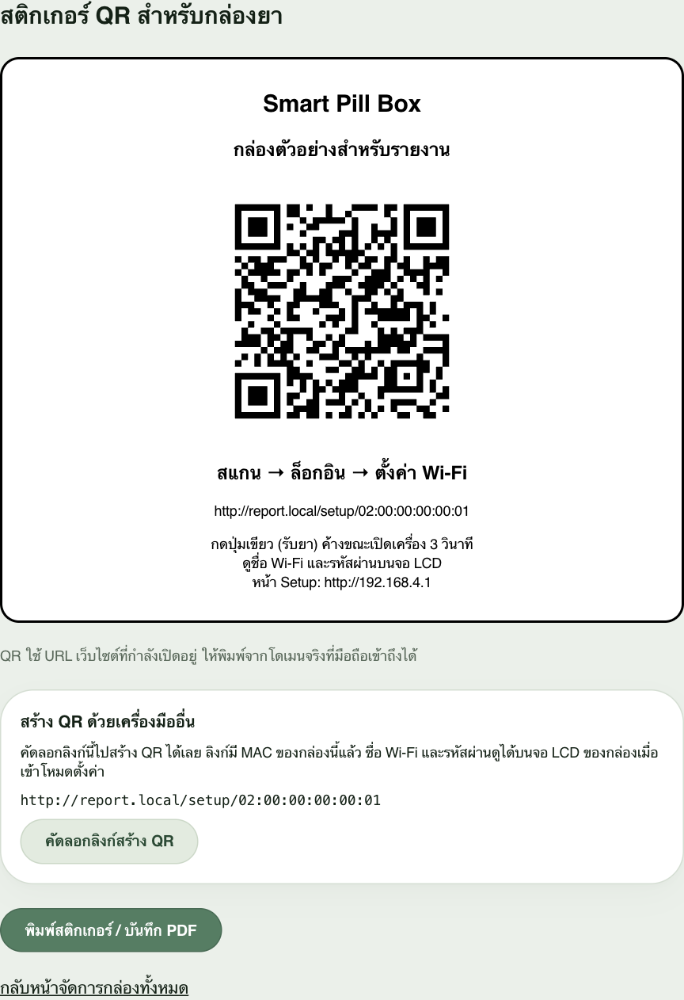 สติกเกอร์ QR สำหรับกล่องยา
Smart Pill Box
กล่องตัวอย่างสำหรับรายงาน
สแกน → ล็อกอิน → ตั้งค่า Wi-Fi
http://report.local/setup/02:00:00:00:00:01
กดปุ่มเขียว (รับยา) ค้างขณะเปิดเครื่อง 3 วินาที
ดูชื่อ Wi-Fi และรหัสผ่านบนจอ LCD
หน้า Setup: http://192.168.4.1
QR ใช้ URL เว็บไซต์ที่กำลังเปิดอยู่ ให้พิมพ์จากโดเมนจริงที่มือถือเข้าถึงได้
สร้าง QR ด้วยเครื่องมืออื่น
คัดลอกลิงก์นี้ไปสร้าง QR ได้เลย ลิงก์มี MAC ของกล่องนี้แล้ว ชื่อ Wi-Fi และรหัสผ่านดูได้บนจอ LCD ของกล่องเมื่อ
เข้าโหมดตั้งค่า
http://report.local/setup/02:00:00:00:00:01
คัดลอกลิงก์สร้าง QR
พิมพ์สติกเกอร์ / บันทึก PDF
กลับหน้าจัดการกล่องทั้งหมด